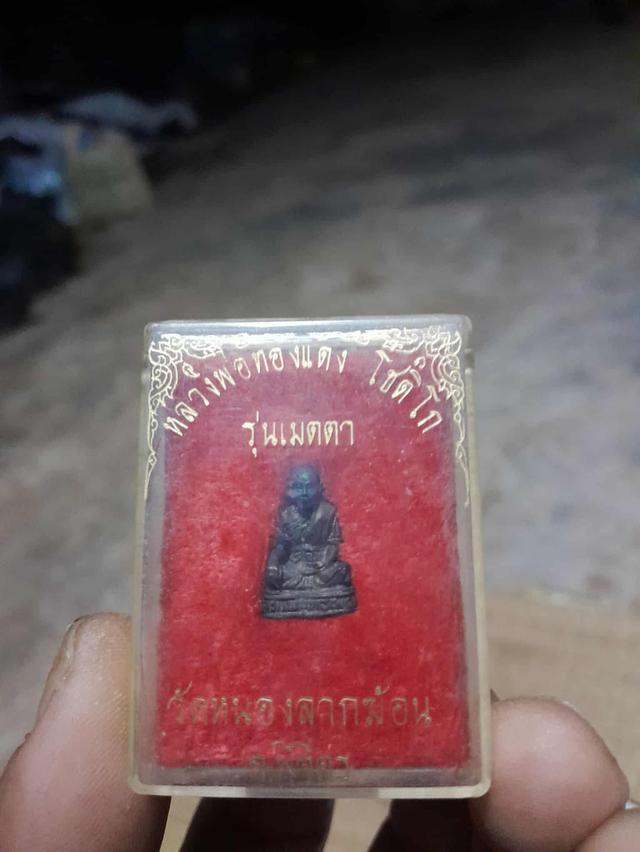 หลวงพ่อทองแดง โชติโก
รุ่นเมตตา
วัดหนองลากฆ้อน